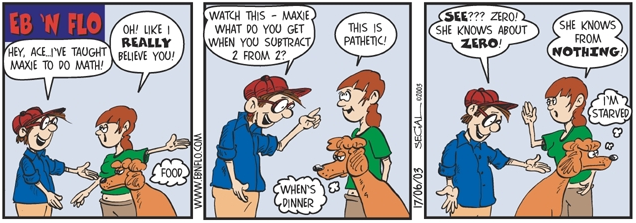 EB 'N FLO
HEY, ACE..I'VE TAUGHT
MAXIE TO DO MATH!
OH! LIKE I
REALLY
BELIEVE YOU!
FOOD
WWW.EBNFLO.COM
WATCH THIS - MAXIE
WHAT DO YOU GET
WHEN YOU SUBTRACT
2 FROM 2?
THIS IS
PATHETIC!
WHEN'S
DINNER
17/06/03
SEGAL ©2003
SEE??? ZERO!
SHE KNOWS ABOUT
ZERO!
SHE KNOWS
FROM
NOTHING!
I'M
STARVED